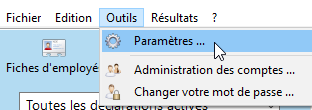 Fichier Edition Outils Résultats ?
Paramètres ...
Fiches d'employé
Administration des comptes ...
Changer votre mot de passe ...
Toutes les déclarations actives